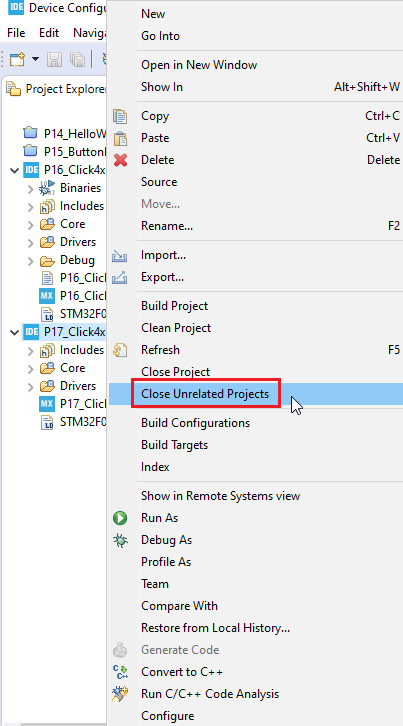 IDE Device Configu
File Edit Naviga
Project Explorer
P14_HelloW
P15_ButtonI
IDE P16_Click4x
Binaries
Includes
Core
Drivers
Debug
P16_Click
MX P16_Clic
STM32F0
IDE P17_Click4x
Includes
Core
Drivers
MX P17_Click
STM32F0
New
Go Into
Open in New Window
Show In Alt+Shift+W
Copy Ctrl+C
Paste Ctrl+V
Delete Delete
Source
Move...
Rename... F2
Import...
Export...
Build Project
Clean Project
Refresh F5
Close Project
Close Unrelated Projects
Build Configurations
Build Targets
Index
Show in Remote Systems view
Run As
Debug As
Profile As
Team
Compare With
Restore from Local History...
Generate Code
Convert to C++
Run C/C++ Code Analysis
Configure